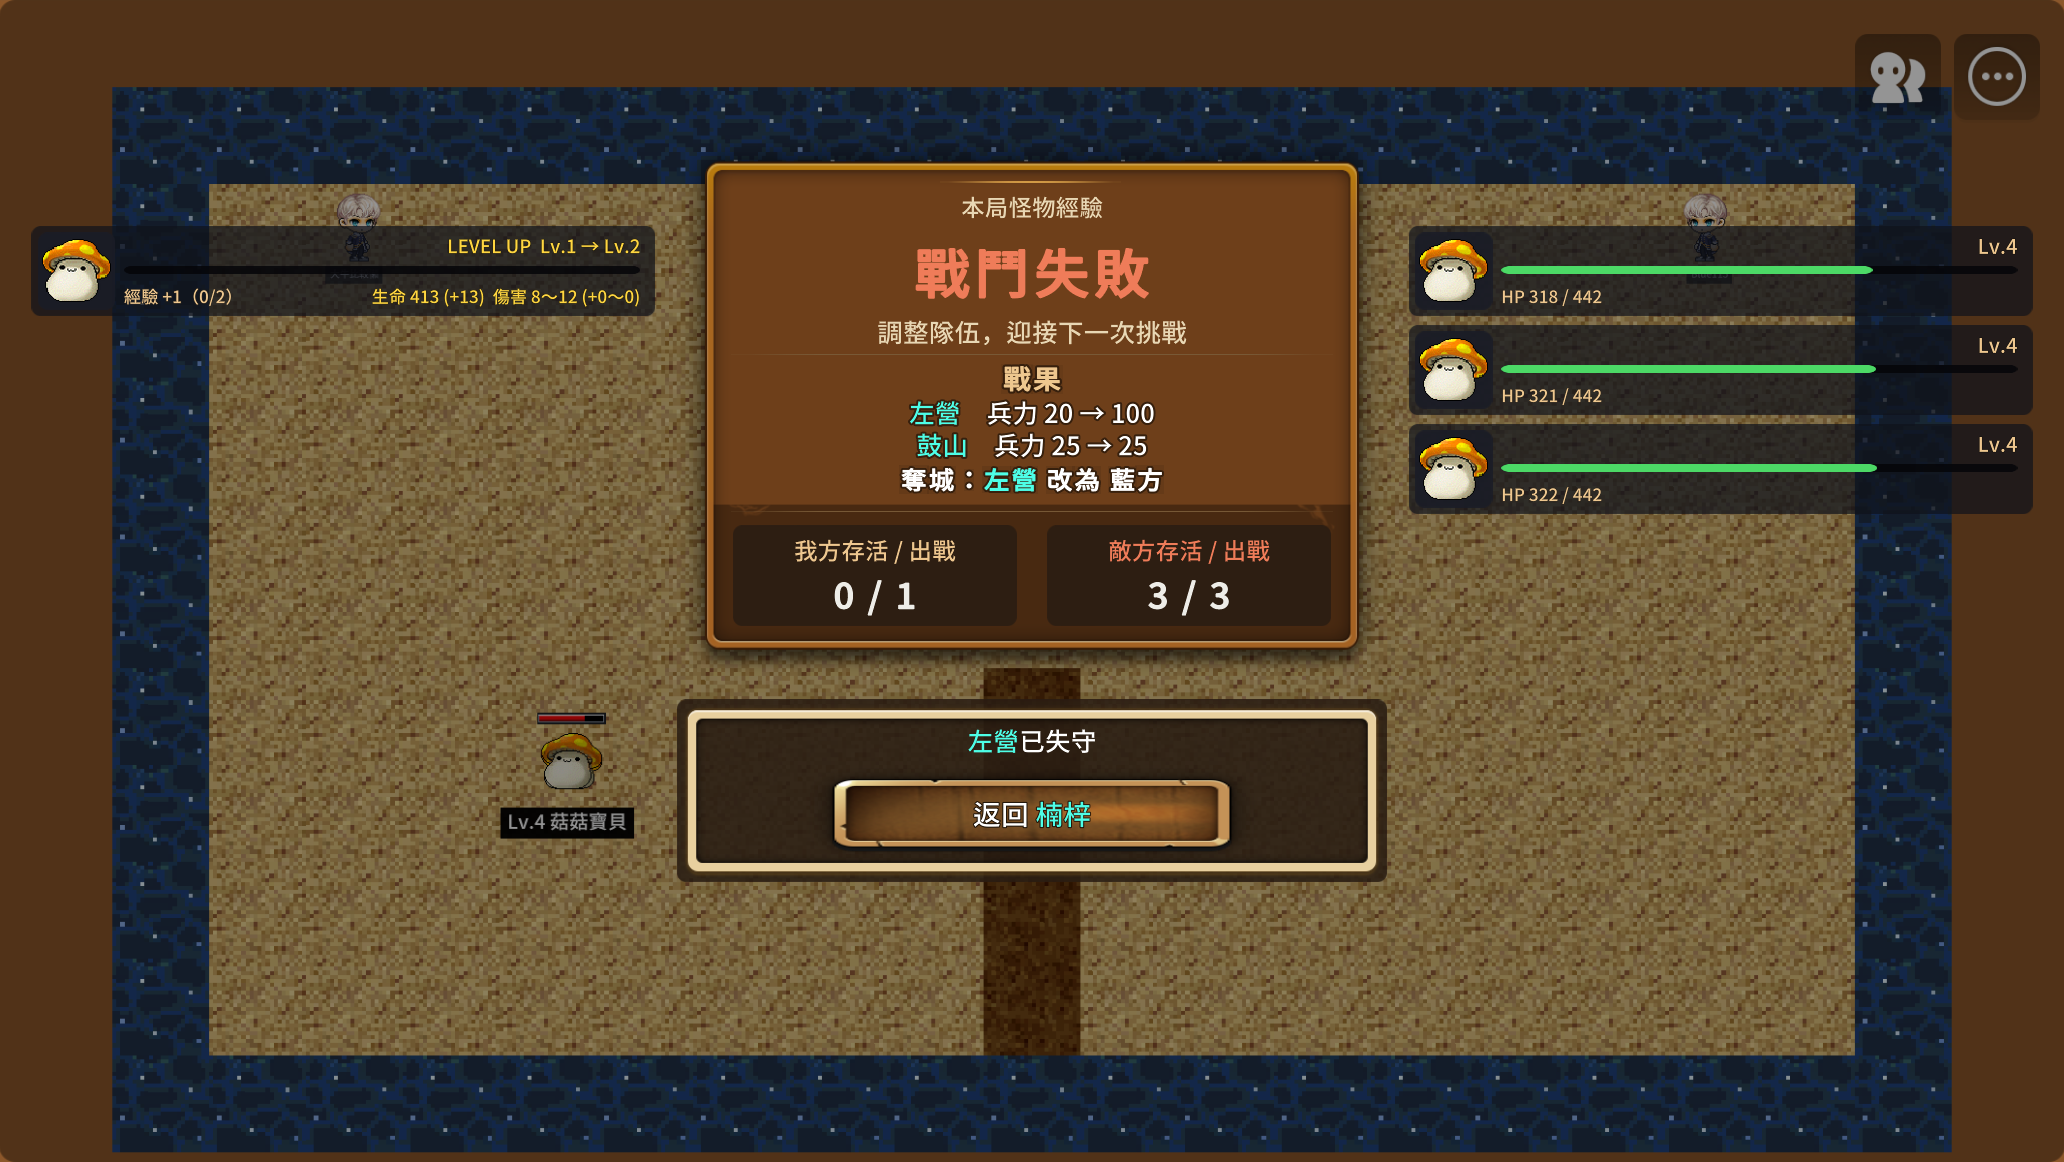 LEVEL UP Lv.1 → Lv.2
經驗 +1（0/2） 生命 413 (+13) 傷害 8～12 (+0～0)
本局怪物經驗
戰鬥失敗
調整隊伍，迎接下一次挑戰
戰果
左營 兵力 20 → 100
鼓山 兵力 25 → 25
奪城：左營 改為 藍方
我方存活 / 出戰
0 / 1
敵方存活 / 出戰
3 / 3
Lv.4
HP 318 / 442
Lv.4
HP 321 / 442
Lv.4
HP 322 / 442
Lv.4 菇菇寶貝
左營已失守
返回 楠梓